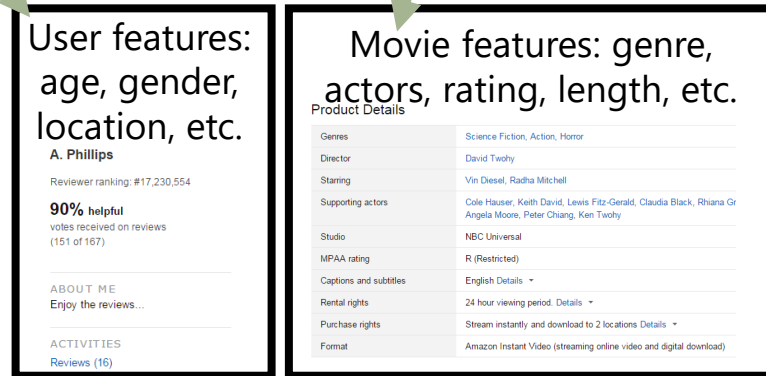 User features:
age, gender,
location, etc.
A. Phillips
Reviewer ranking: #17,230,554
90% helpful
votes received on reviews
(151 of 167)
ABOUT ME
Enjoy the reviews...
ACTIVITIES
Reviews (16)
Movie features: genre,
actors, rating, length, etc.
Product Details
Genres Science Fiction, Action, Horror
Director David Twohy
Starring Vin Diesel, Radha Mitchell
Supporting actors Cole Hauser, Keith David, Lewis Fitz-Gerald, Claudia Black, Rhiana Gr
Angela Moore, Peter Chiang, Ken Twohy
Studio NBC Universal
MPAA rating R (Restricted)
Captions and subtitles English Details
Rental rights 24 hour viewing period. Details
Purchase rights Stream instantly and download to 2 locations Details
Format Amazon Instant Video (streaming online video and digital download)